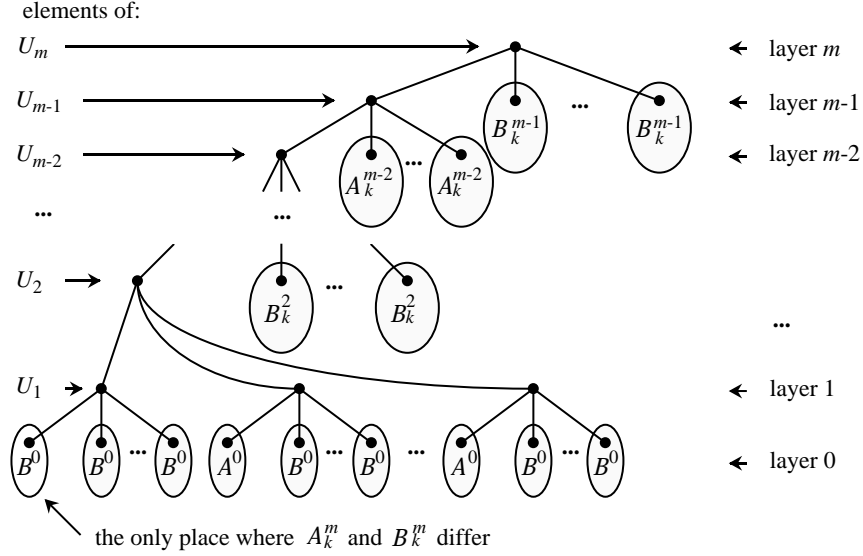 elements of:
U_m layer m
U_{m-1} B_k^{m-1} ... B_k^{m-1} layer m-1
U_{m-2} A_k^{m-2} ... A_k^{m-2} layer m-2
... ...
U_2 B_k^2 ... B_k^2
...
U_1 layer 1
B^0 B^0 ... B^0 A^0 B^0 ... B^0 ... A^0 B^0 ... B^0 layer 0
the only place where A_k^m and B_k^m differ